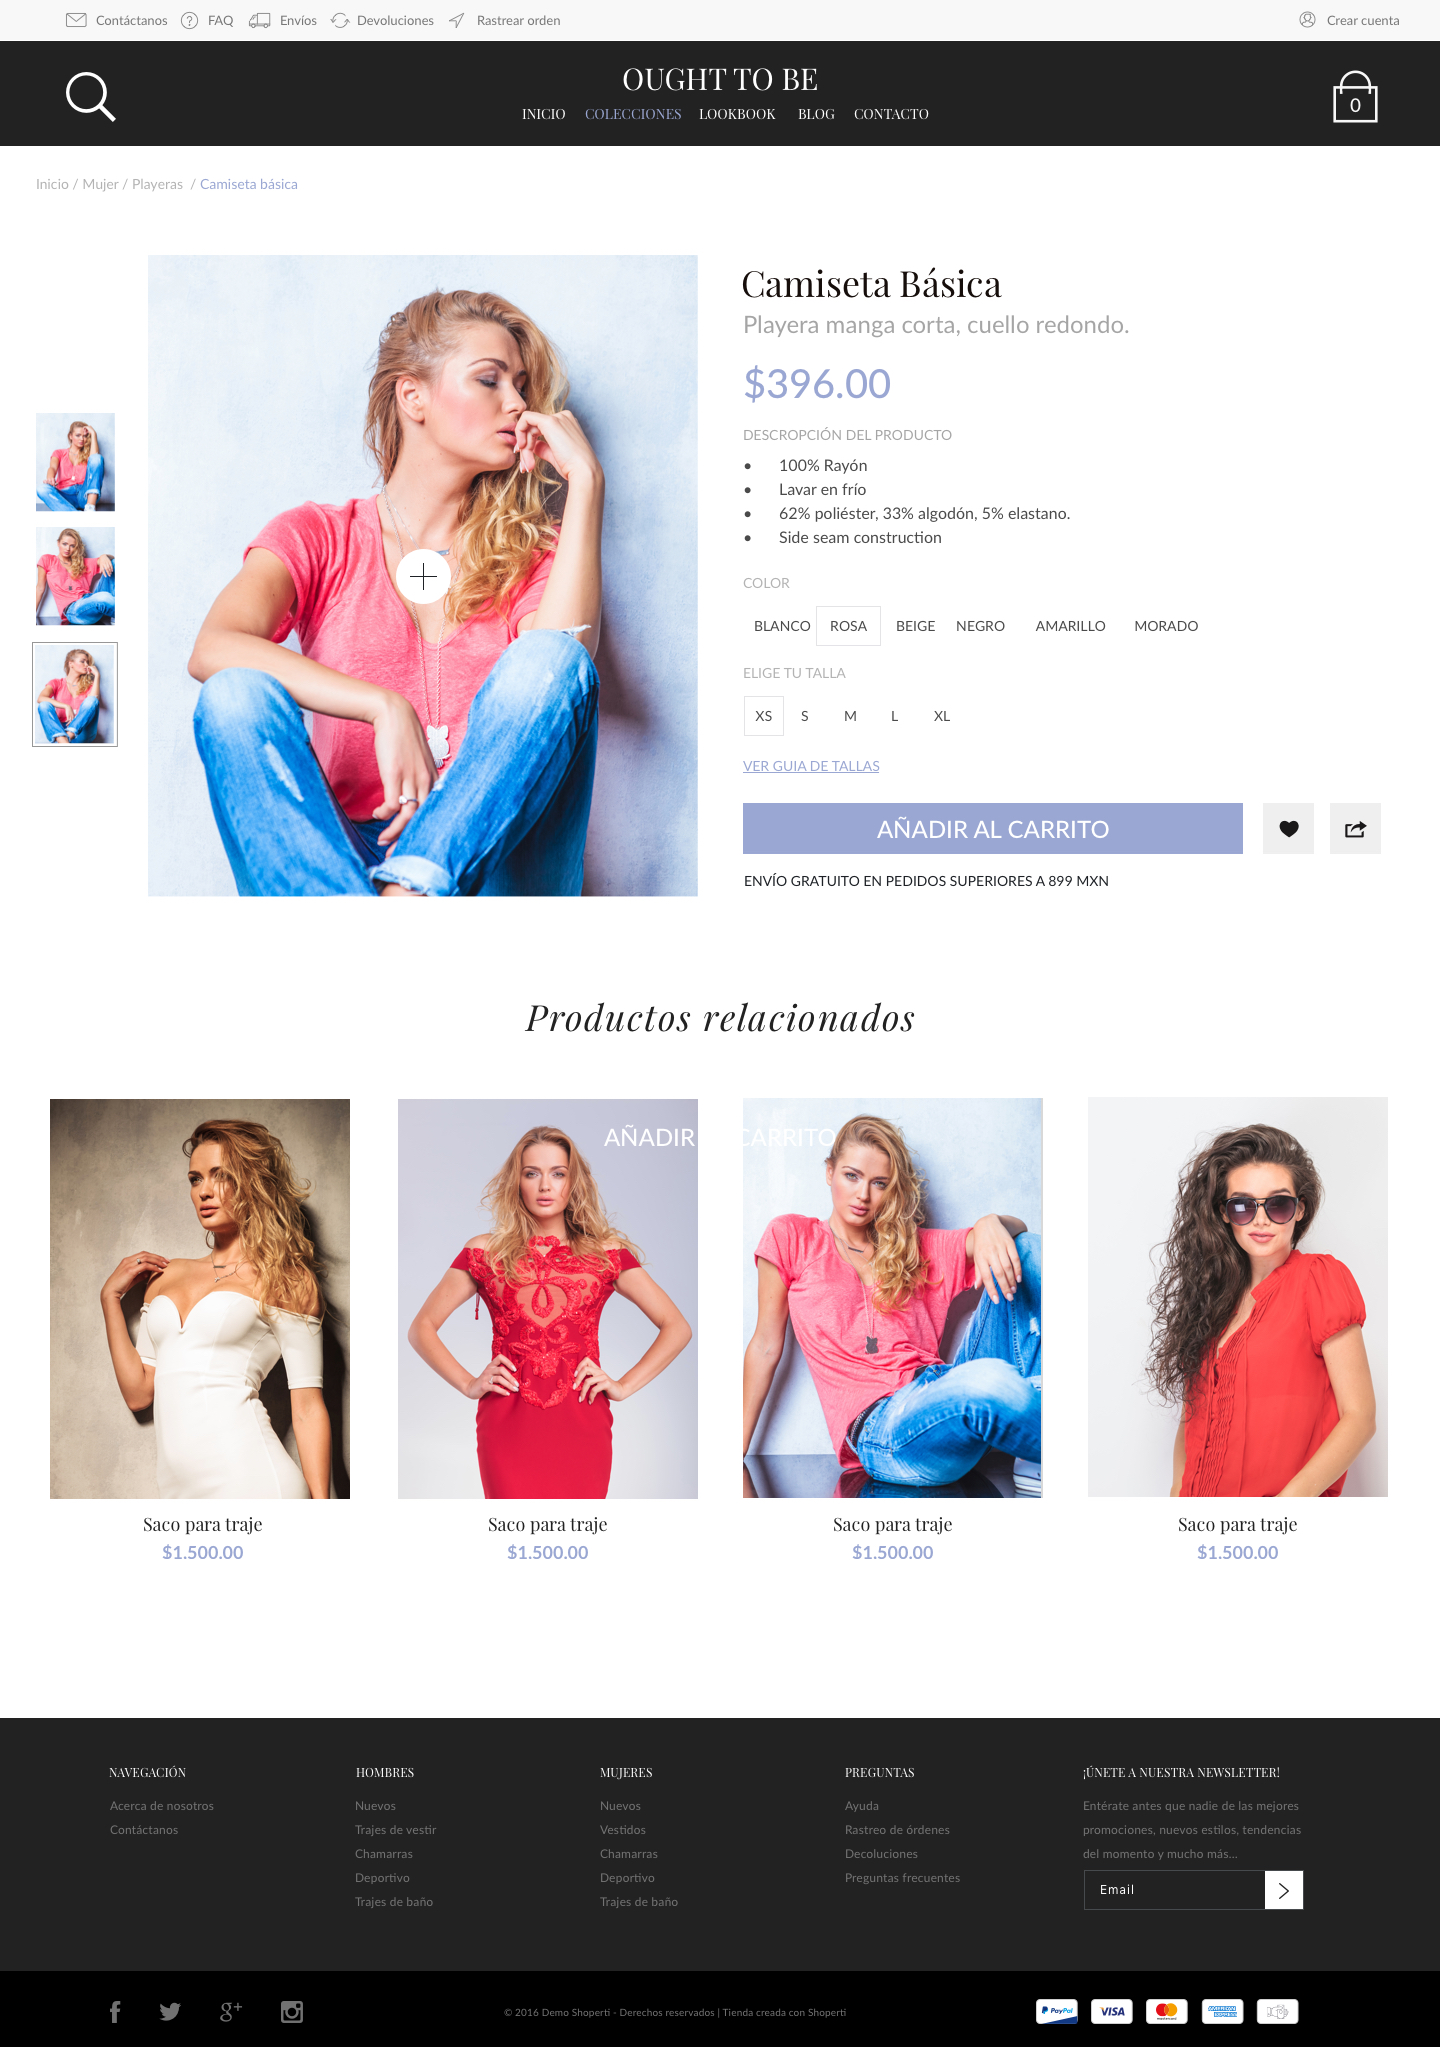 Contáctanos FAQ Envíos Devoluciones Rastrear orden Crear cuenta
OUGHT TO BE
INICIO COLECCIONES LOOKBOOK BLOG CONTACTO
0
Inicio / Mujer / Playeras / Camiseta básica
Camiseta Básica
Playera manga corta, cuello redondo.
$396.00
DESCROPCIÓN DEL PRODUCTO
• 100% Rayón
• Lavar en frío
• 62% poliéster, 33% algodón, 5% elastano.
• Side seam construction
COLOR
BLANCO ROSA BEIGE NEGRO AMARILLO MORADO
ELIGE TU TALLA
XS S M L XL
VER GUIA DE TALLAS
AÑADIR AL CARRITO
ENVÍO GRATUITO EN PEDIDOS SUPERIORES A 899 MXN
Productos relacionados
AÑADIR CARRITO
Saco para traje
$1.500.00
Saco para traje
$1.500.00
Saco para traje
$1.500.00
Saco para traje
$1.500.00
NAVEGACIÓN
Acerca de nosotros
Contáctanos
HOMBRES
Nuevos
Trajes de vestir
Chamarras
Deportivo
Trajes de baño
MUJERES
Nuevos
Vestidos
Chamarras
Deportivo
Trajes de baño
PREGUNTAS
Ayuda
Rastreo de órdenes
Decoluciones
Preguntas frecuentes
¡ÚNETE A NUESTRA NEWSLETTER!
Entérate antes que nadie de las mejores
promociones, nuevos estilos, tendencias
del momento y mucho más...
Email
© 2016 Demo Shoperti - Derechos reservados | Tienda creada con Shoperti
PayPal VISA mastercard AMERICAN EXPRESS